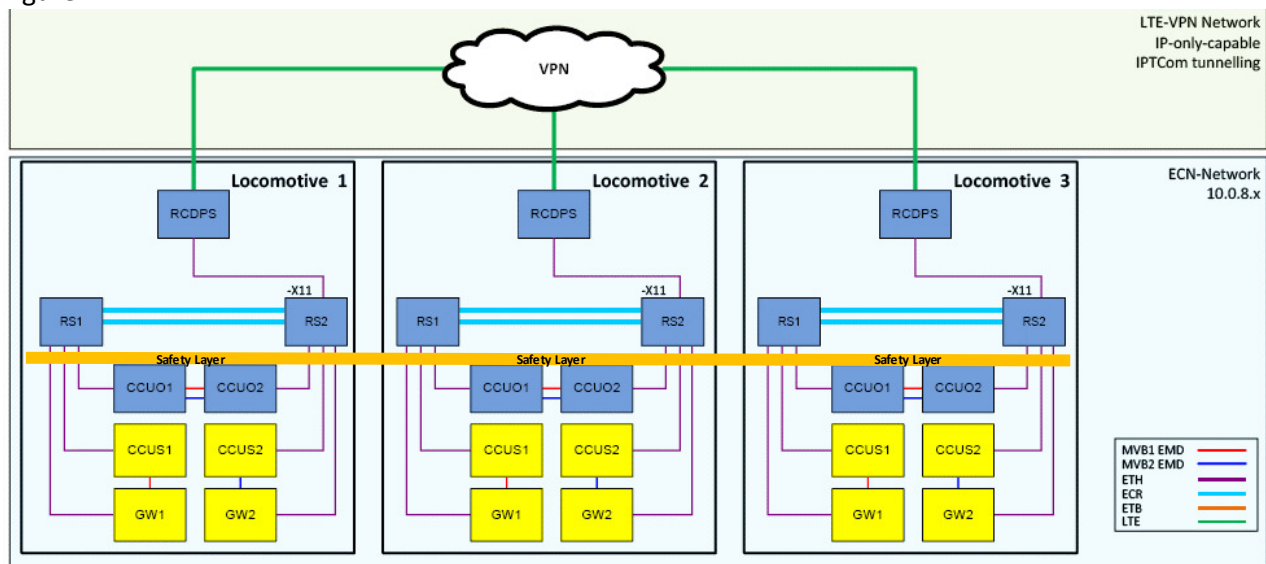 LTE-VPN Network
IP-only-capable
IPTCom tunnelling
VPN
ECN-Network
10.0.8.x
Locomotive 1
RCDPS
-X11
RS1
RS2
Safety Layer
CCUO1
CCUO2
CCUS1
CCUS2
GW1
GW2
Locomotive 2
RCDPS
-X11
RS1
RS2
Safety Layer
CCUO1
CCUO2
CCUS1
CCUS2
GW1
GW2
Locomotive 3
RCDPS
-X11
RS1
RS2
Safety Layer
CCUO1
CCUO2
CCUS1
CCUS2
GW1
GW2
MVB1 EMD
MVB2 EMD
ETH
ECR
ETB
LTE